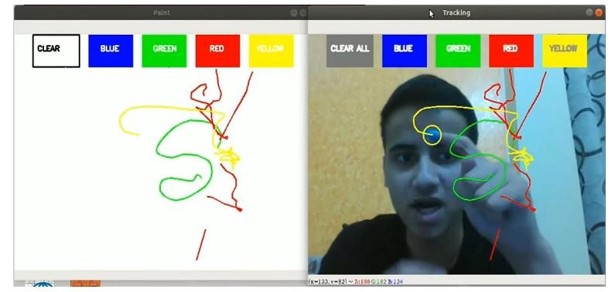 Paint
Tracking
CLEAR BLUE GREEN RED YELLOW
CLEAR ALL BLUE GREEN RED YELLOW